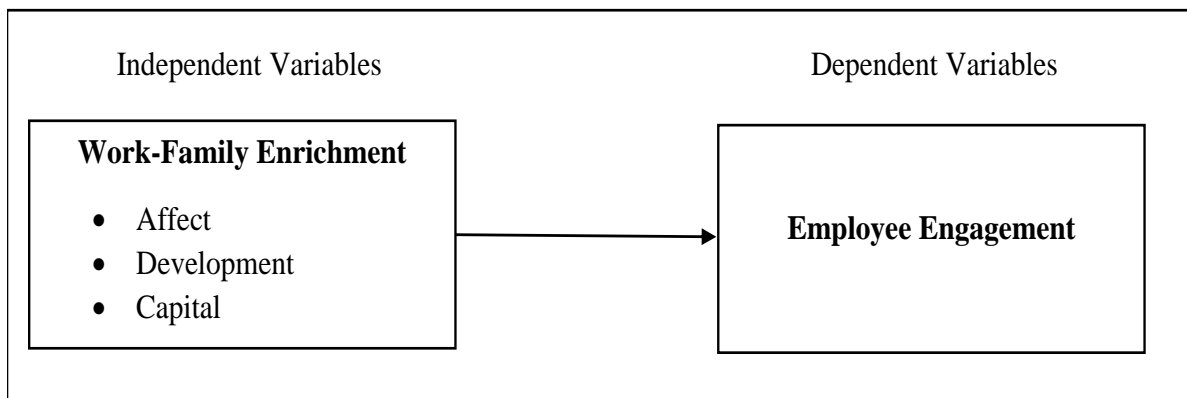 Independent Variables
Dependent Variables
Work-Family Enrichment
• Affect
• Development
• Capital
Employee Engagement